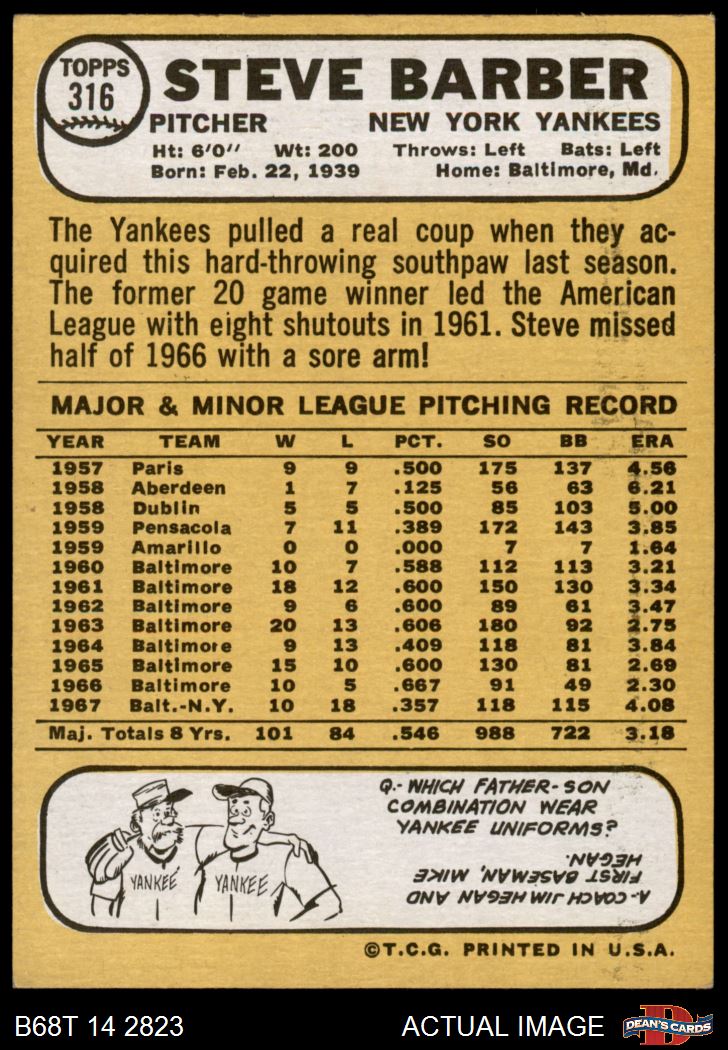 TOPPS
316
STEVE BARBER
PITCHER NEW YORK YANKEES
Ht: 6'0" Wt: 200 Throws: Left Bats: Left
Born: Feb. 22, 1939 Home: Baltimore, Md.
The Yankees pulled a real coup when they ac-
quired this hard-throwing southpaw last season.
The former 20 game winner led the American
League with eight shutouts in 1961. Steve missed
half of 1966 with a sore arm!
MAJOR & MINOR LEAGUE PITCHING RECORD
YEAR TEAM W L PCT. SO BB ERA
1957 Paris 9 9 .500 175 137 4.56
1958 Aberdeen 1 7 .125 56 63 6.21
1958 Dublin 5 5 .500 85 103 5.00
1959 Pensacola 7 11 .389 172 143 3.85
1959 Amarillo 0 0 .000 7 7 1.64
1960 Baltimore 10 7 .588 112 113 3.21
1961 Baltimore 18 12 .600 150 130 3.34
1962 Baltimore 9 6 .600 89 61 3.47
1963 Baltimore 20 13 .606 180 92 2.75
1964 Baltimore 9 13 .409 118 81 3.84
1965 Baltimore 15 10 .600 130 81 2.69
1966 Baltimore 10 5 .667 91 49 2.30
1967 Balt.-N.Y. 10 18 .357 118 115 4.08
Maj. Totals 8 Yrs. 101 84 .546 988 722 3.18
Q.- WHICH FATHER-SON
COMBINATION WEAR
YANKEE UNIFORMS?
A.- COACH JIM HEGAN AND
FIRST BASEMAN, MIKE
HEGAN.
YANKEE YANKEE
©T.C.G. PRINTED IN U.S.A.
B68T 14 2823 ACTUAL IMAGE
D
DEAN'S CARDS